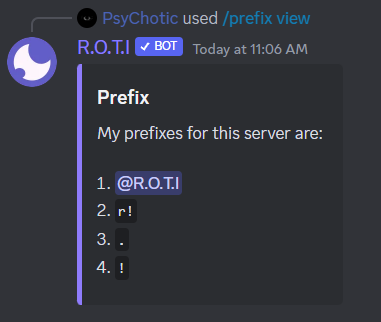 PsyChotic used /prefix view
R.O.T.I ✓ BOT Today at 11:06 AM
Prefix
My prefixes for this server are:
1. @R.O.T.I
2. r!
3. .
4. !